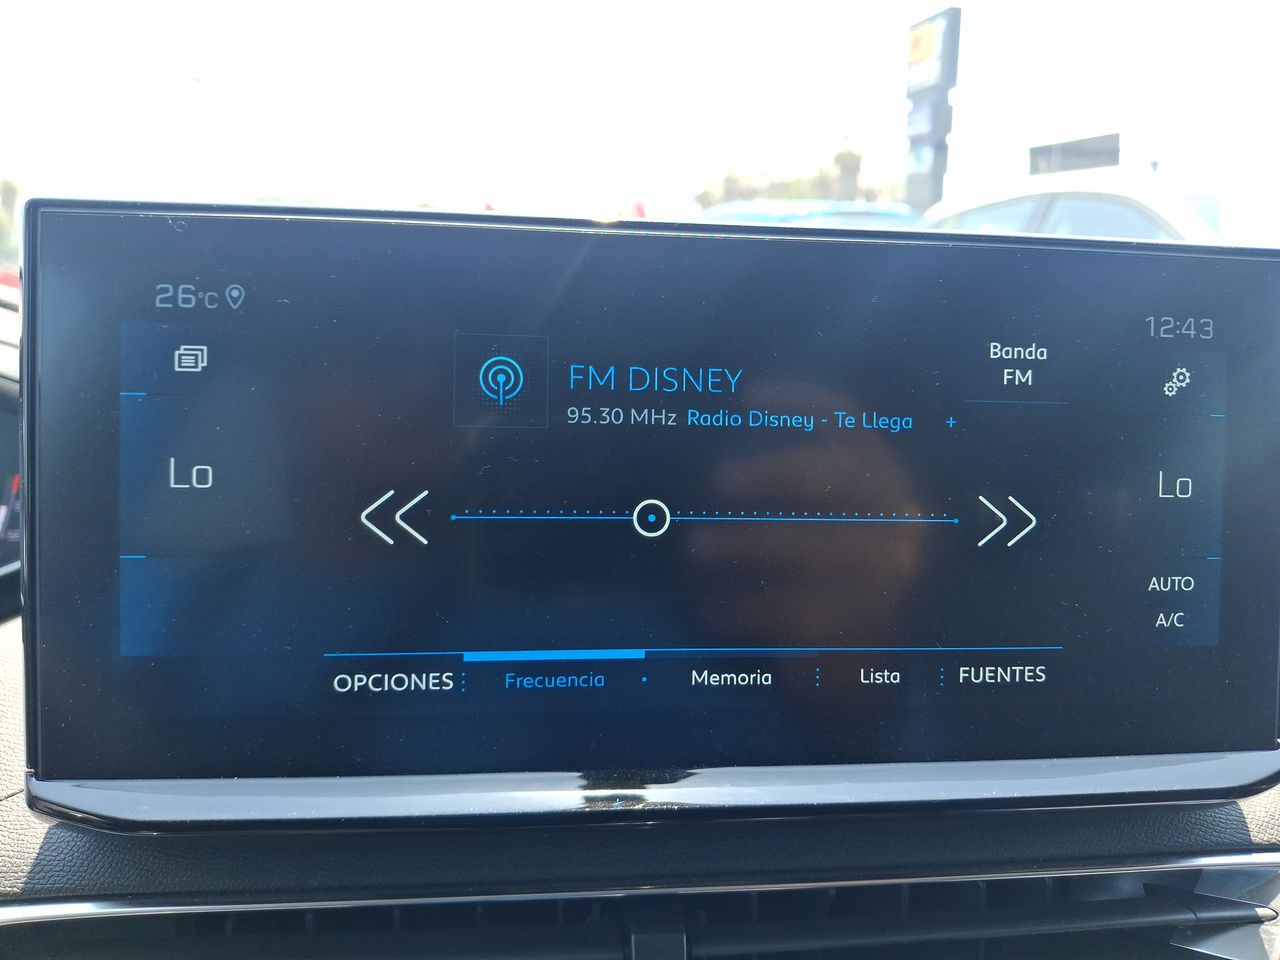 26°C
12:43
Banda
FM
FM DISNEY
95.30 MHz Radio Disney - Te Llega +
Lo
Lo
AUTO
A/C
OPCIONES
Frecuencia
Memoria
Lista
FUENTES